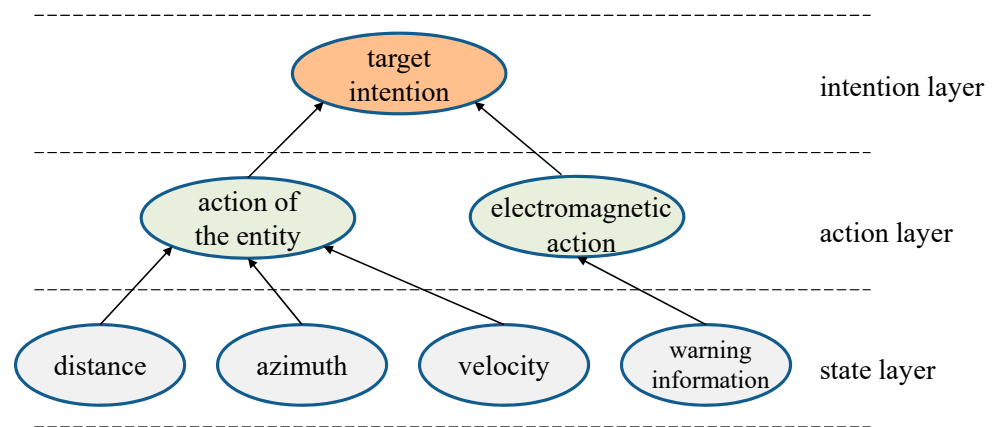 target
intention
intention layer
action of
the entity
electromagnetic
action
action layer
distance
azimuth
velocity
warning
information
state layer